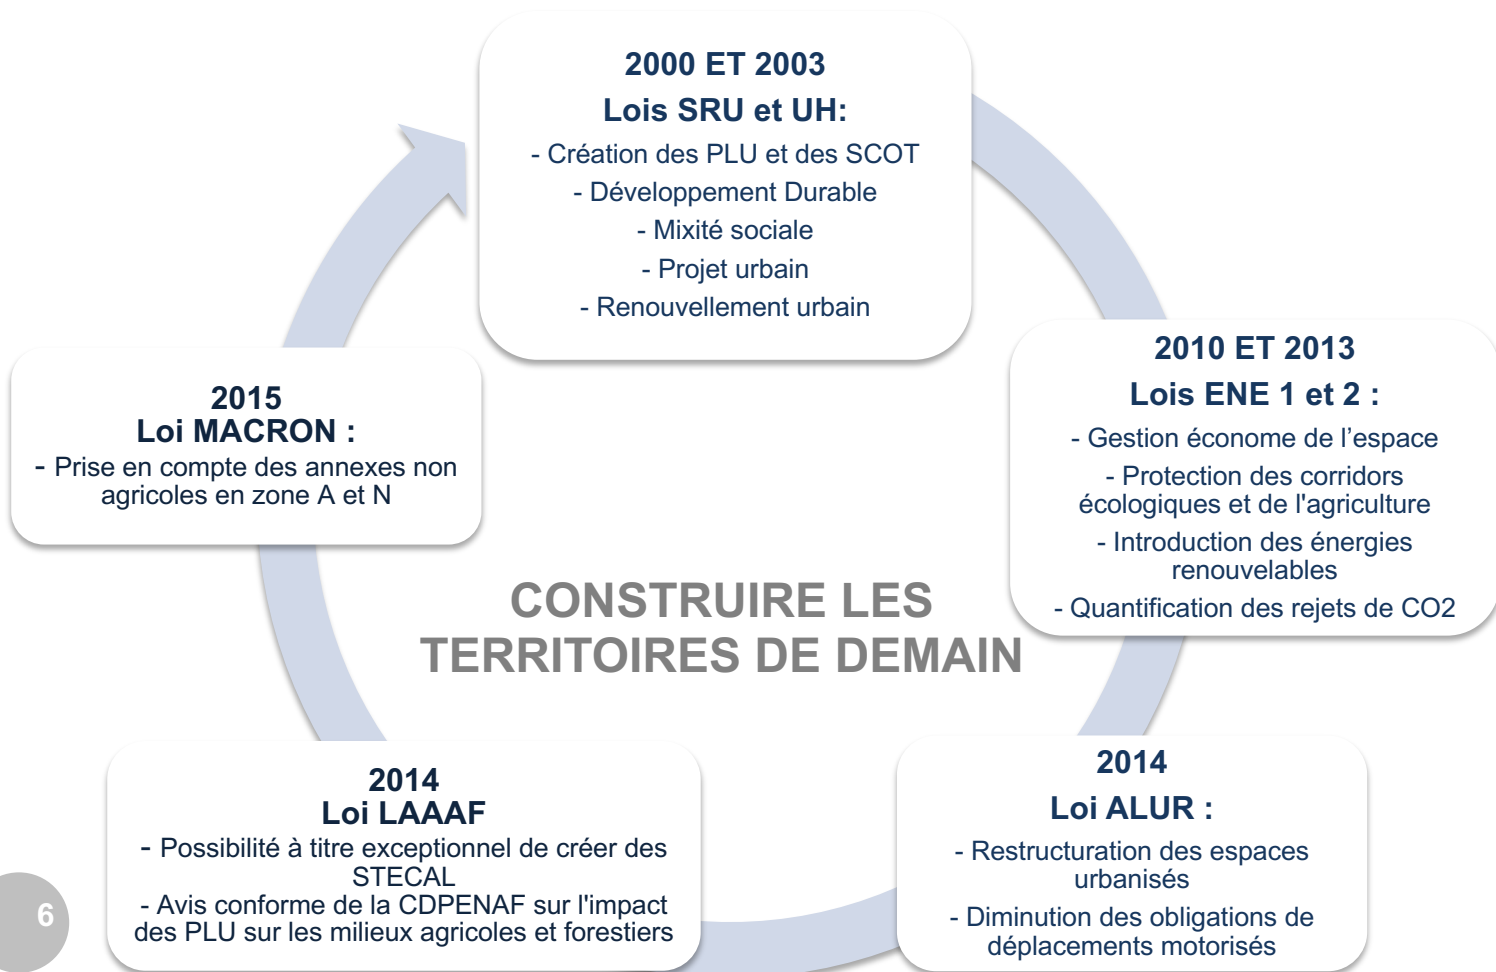 2000 ET 2003
Lois SRU et UH:
- Création des PLU et des SCOT
- Développement Durable
- Mixité sociale
- Projet urbain
- Renouvellement urbain
2010 ET 2013
Lois ENE 1 et 2 :
- Gestion économe de l’espace
- Protection des corridors
écologiques et de l'agriculture
- Introduction des énergies
renouvelables
- Quantification des rejets de CO2
2014
Loi ALUR :
- Restructuration des espaces
urbanisés
- Diminution des obligations de
déplacements motorisés
2014
Loi LAAAF
- Possibilité à titre exceptionnel de créer des
STECAL
- Avis conforme de la CDPENAF sur l'impact
des PLU sur les milieux agricoles et forestiers
2015
Loi MACRON :
- Prise en compte des annexes non
agricoles en zone A et N
CONSTRUIRE LES
TERRITOIRES DE DEMAIN
6